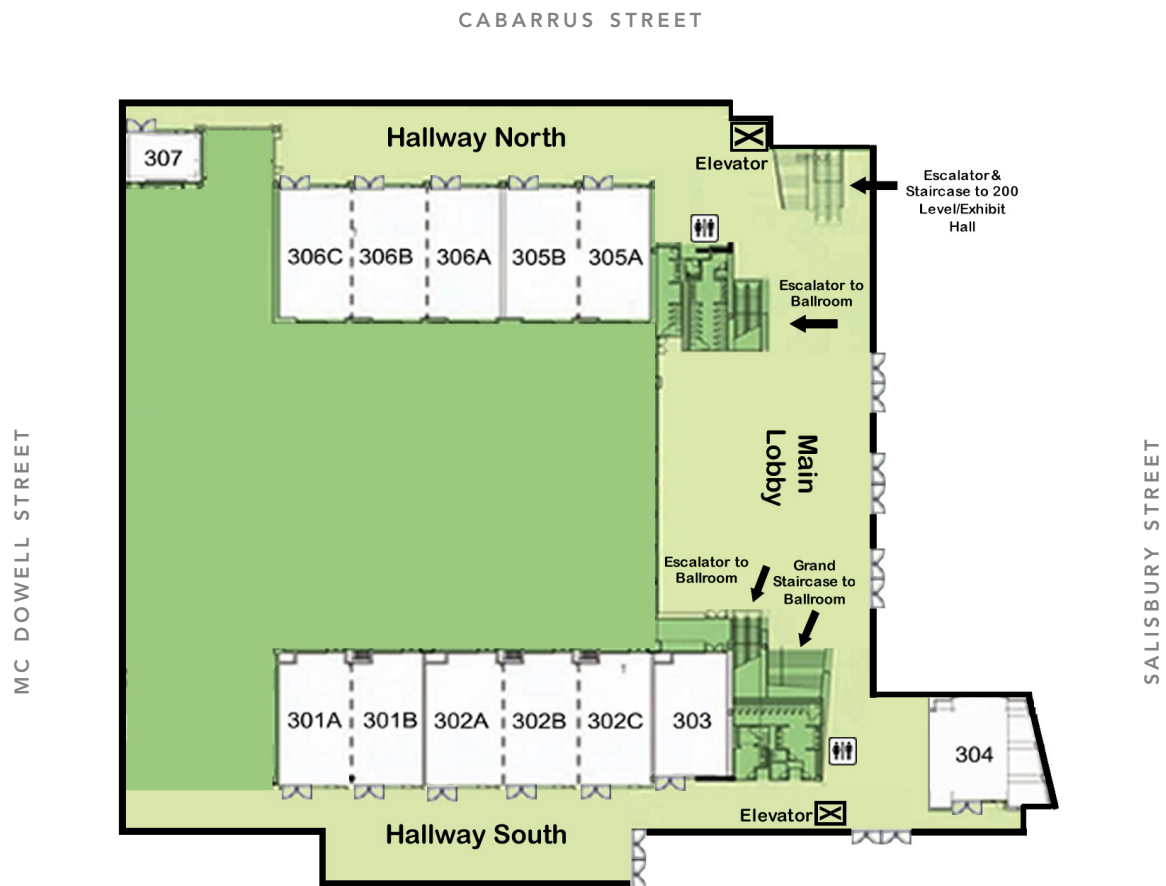 CABARRUS STREET
Hallway North
Elevator
307
Escalator &
Staircase to 200
Level/Exhibit
Hall
306C
306B
306A
305B
305A
Escalator to
Ballroom
Main
Lobby
MC DOWELL STREET
SALISBURY STREET
Escalator to
Ballroom
Grand
Staircase to
Ballroom
301A
301B
302A
302B
302C
303
304
Elevator
Hallway South